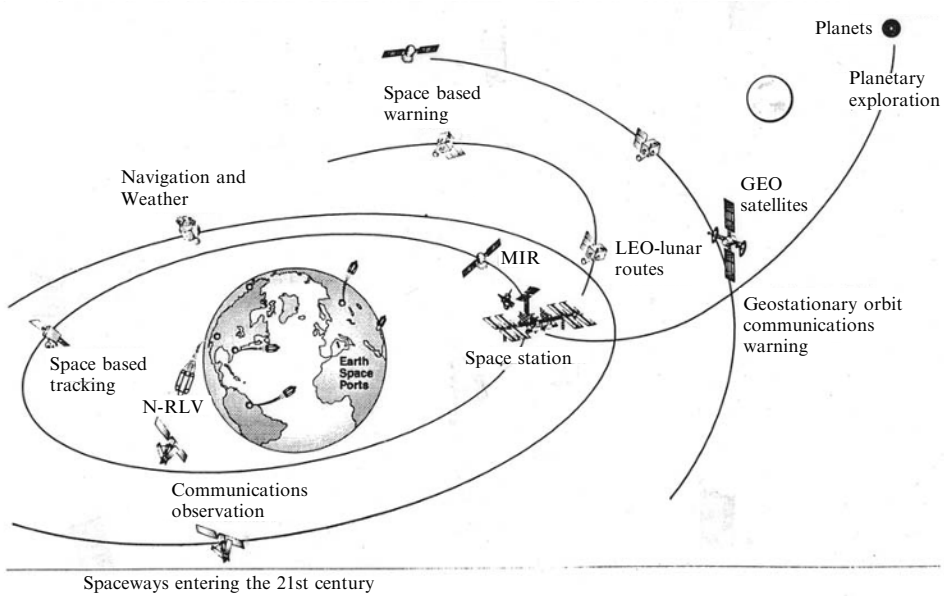 Planets
Planetary
exploration
Space based
warning
Navigation and
Weather
GEO
satellites
MIR
LEO-lunar
routes
Geostationary orbit
communications
warning
Space based
tracking
Earth
Space
Ports
Space station
N-RLV
Communications
observation
Spaceways entering the 21st century